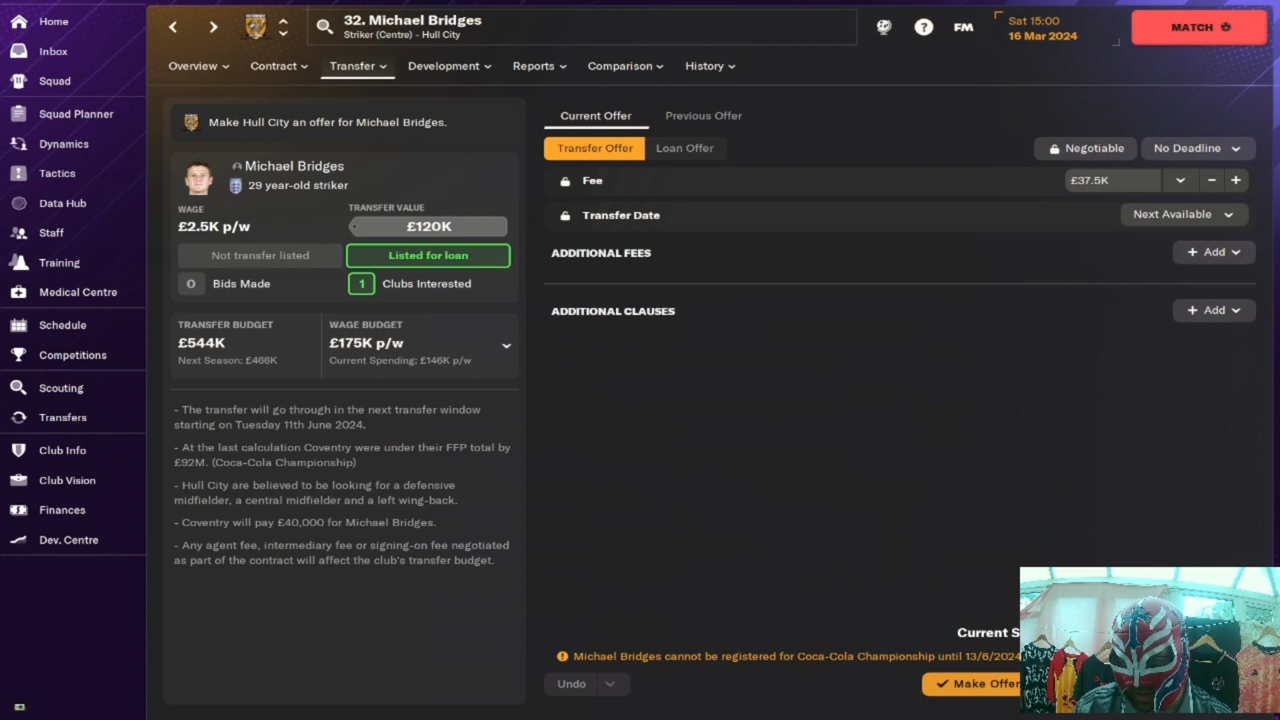 Home
Inbox
Squad
Squad Planner
Dynamics
Tactics
Data Hub
Staff
Training
Medical Centre
Schedule
Competitions
Scouting
Transfers
Club Info
Club Vision
Finances
Dev. Centre
32. Michael Bridges
Striker (Centre) - Hull City
FM
Sat 15:00
16 Mar 2024
MATCH
Overview
Contract
Transfer
Development
Reports
Comparison
History
Make Hull City an offer for Michael Bridges.
Michael Bridges
29 year-old striker
WAGE
£2.5K p/w
TRANSFER VALUE
£120K
Not transfer listed
Listed for loan
0 Bids Made
1 Clubs Interested
TRANSFER BUDGET
£544K
Next Season: £466K
WAGE BUDGET
£175K p/w
Current Spending: £146K p/w
- The transfer will go through in the next transfer window
starting on Tuesday 11th June 2024.
- At the last calculation Coventry were under their FFP total by
£92M. (Coca-Cola Championship)
- Hull City are believed to be looking for a defensive
midfielder, a central midfielder and a left wing-back.
- Coventry will pay £40,000 for Michael Bridges.
- Any agent fee, intermediary fee or signing-on fee negotiated
as part of the contract will affect the club's transfer budget.
Current Offer
Previous Offer
Transfer Offer
Loan Offer
Negotiable
No Deadline
Fee
£37.5K
Transfer Date
Next Available
ADDITIONAL FEES
+ Add
ADDITIONAL CLAUSES
+ Add
Current S
Michael Bridges cannot be registered for Coca-Cola Championship until 13/6/2024
Undo
Make Offer